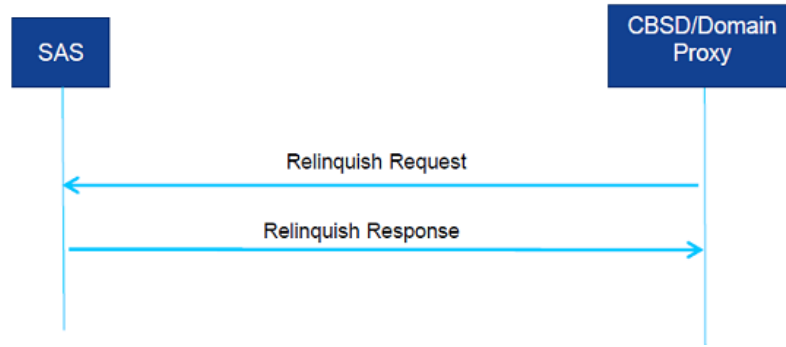 SAS
CBSD/Domain
Proxy
Relinquish Request
Relinquish Response